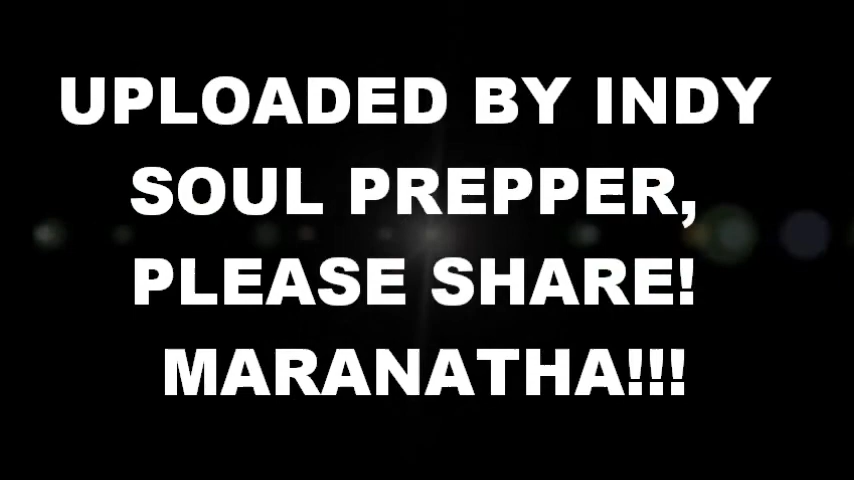 UPLOADED BY INDY
SOUL PREPPER,
PLEASE SHARE!
MARANATHA!!!